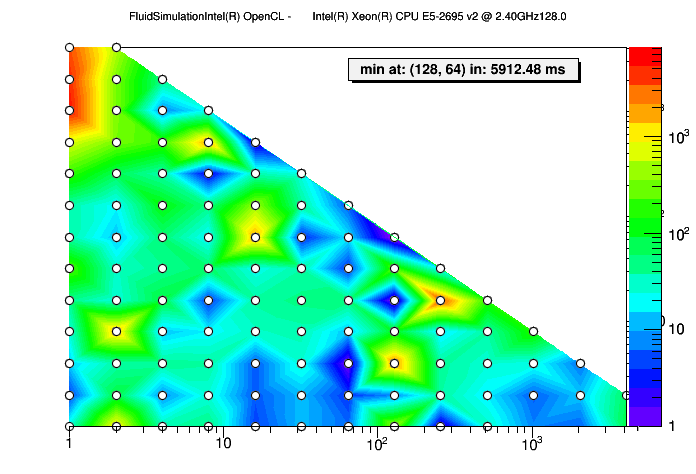 FluidSimulationIntel(R) OpenCL - Intel(R) Xeon(R) CPU E5-2695 v2 @ 2.40GHz128.0
min at: (128, 64) in: 5912.48 ms
10³
10
1
1 10 10² 10³